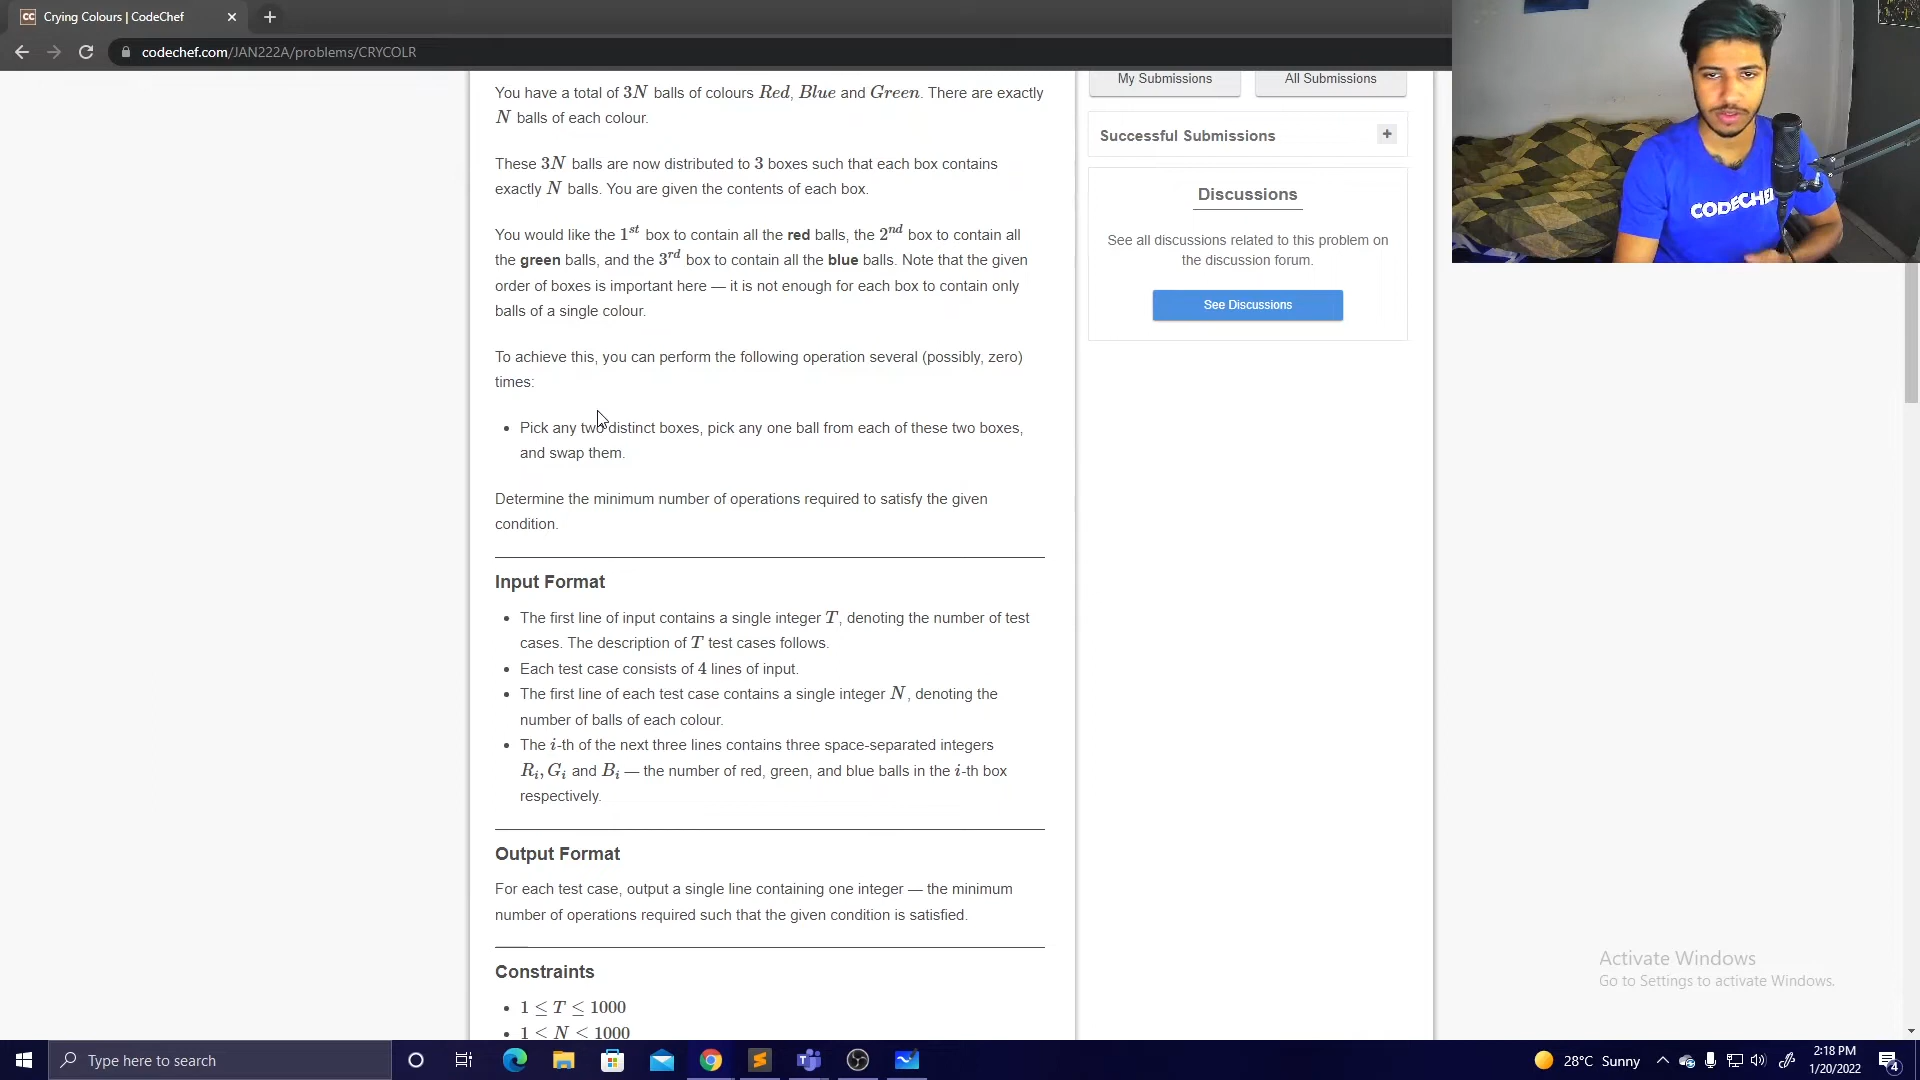 Crying Colours | CodeChef
codechef.com/JAN222A/problems/CRYCOLR
You have a total of 3N balls of colours Red, Blue and Green. There are exactly
N balls of each colour.
These 3N balls are now distributed to 3 boxes such that each box contains
exactly N balls. You are given the contents of each box.
You would like the 1st box to contain all the red balls, the 2nd box to contain all
the green balls, and the 3rd box to contain all the blue balls. Note that the given
order of boxes is important here — it is not enough for each box to contain only
balls of a single colour.
To achieve this, you can perform the following operation several (possibly, zero)
times:
• Pick any two distinct boxes, pick any one ball from each of these two boxes,
and swap them.
Determine the minimum number of operations required to satisfy the given
condition.
Input Format
• The first line of input contains a single integer T, denoting the number of test
cases. The description of T test cases follows.
• Each test case consists of 4 lines of input.
• The first line of each test case contains a single integer N, denoting the
number of balls of each colour.
• The i-th of the next three lines contains three space-separated integers
Ri, Gi and Bi — the number of red, green, and blue balls in the i-th box
respectively.
Output Format
For each test case, output a single line containing one integer — the minimum
number of operations required such that the given condition is satisfied.
Constraints
• 1 ≤ T ≤ 1000
• 1 ≤ N ≤ 1000
My Submissions
All Submissions
Successful Submissions
+
Discussions
See all discussions related to this problem on
the discussion forum.
See Discussions
CODECHEF
Activate Windows
Go to Settings to activate Windows.
Type here to search
28°C Sunny
2:18 PM
1/20/2022
4